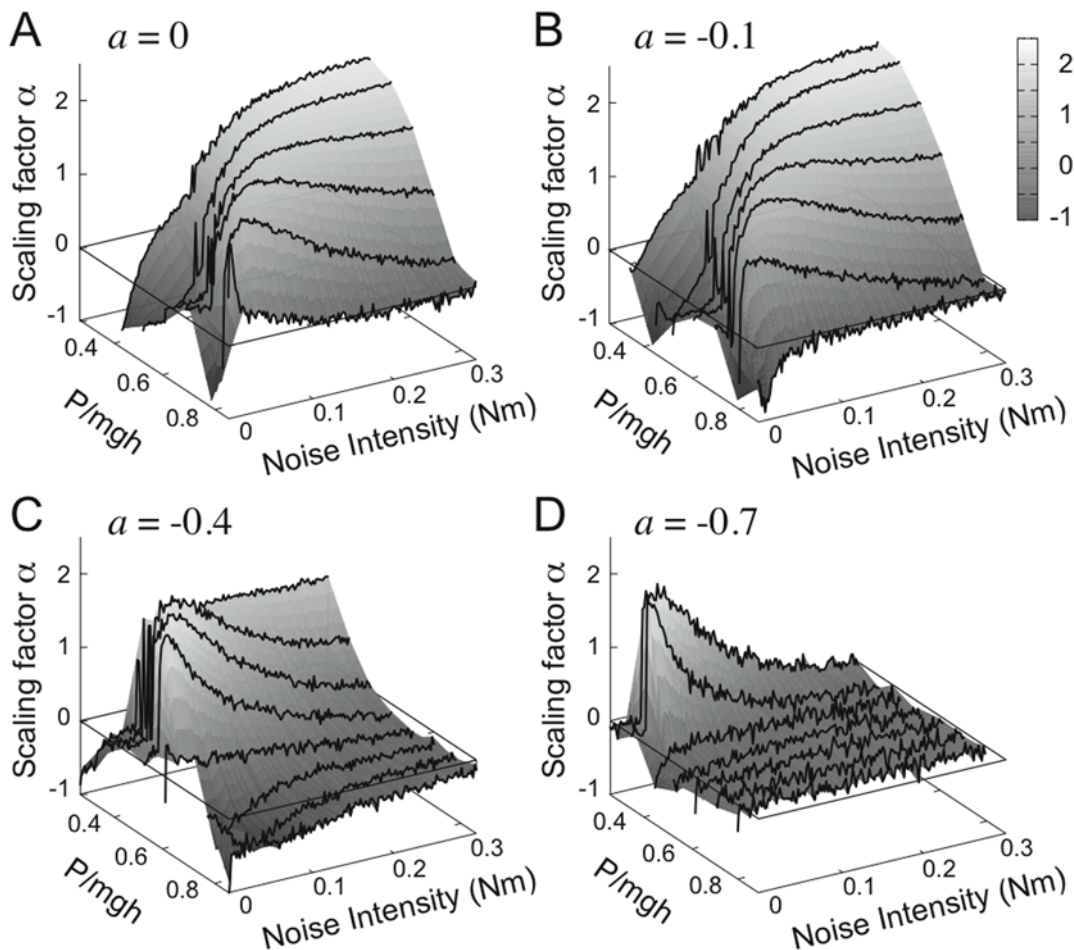 A
a = 0
Scaling factor α
2
1
0
-1
0.4
0.6
0.8
P/mgh
0
0.1
0.2
0.3
Noise Intensity (Nm)
B
a = -0.1
Scaling factor α
2
1
0
-1
0.4
0.6
0.8
P/mgh
0
0.1
0.2
0.3
Noise Intensity (Nm)
2
1
0
-1
C
a = -0.4
Scaling factor α
2
1
0
-1
0.4
0.6
0.8
P/mgh
0
0.1
0.2
0.3
Noise Intensity (Nm)
D
a = -0.7
Scaling factor α
2
1
0
-1
0.4
0.6
0.8
P/mgh
0
0.1
0.2
0.3
Noise Intensity (Nm)